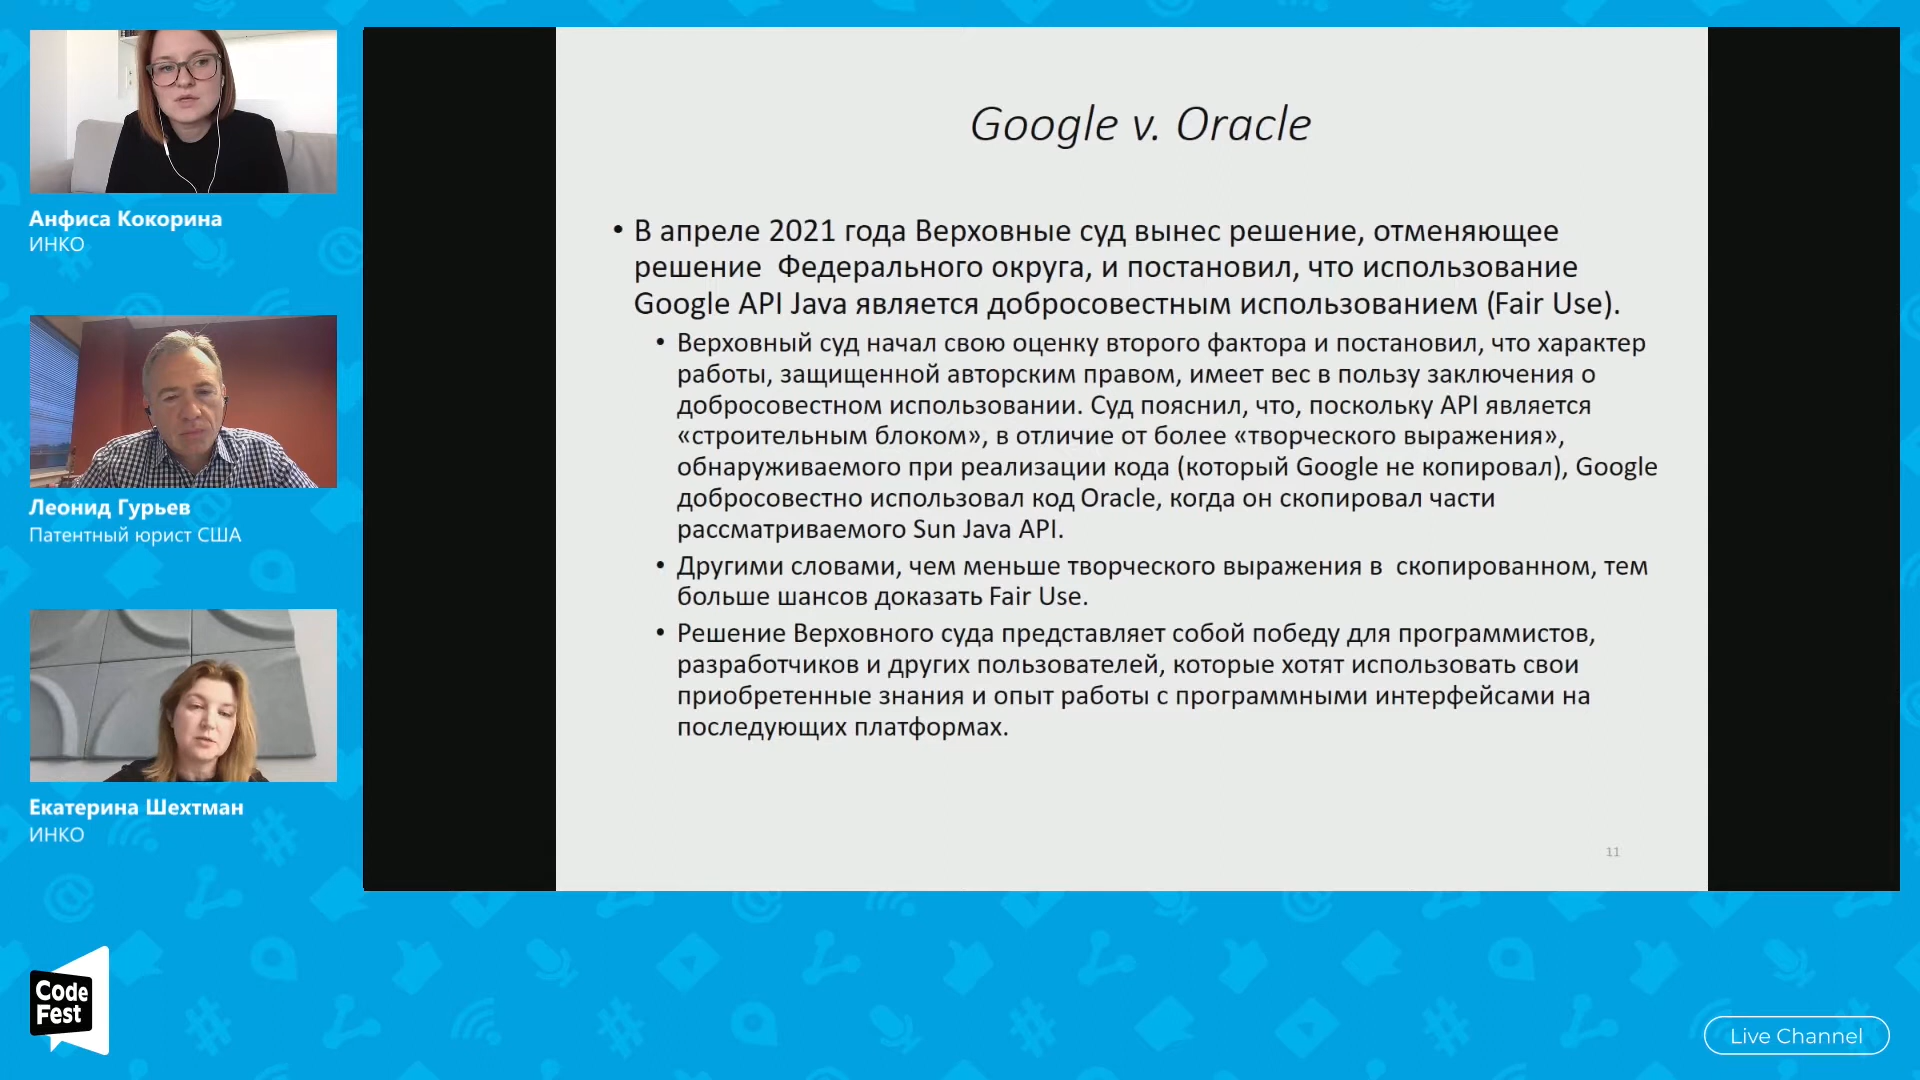 Анфиса Кокорина
ИНКО
Леонид Гурьев
Патентный юрист США
Екатерина Шехтман
ИНКО
Code
Fest
Google v. Oracle
• В апреле 2021 года Верховные суд вынес решение, отменяющее
решение Федерального округа, и постановил, что использование
Google API Java является добросовестным использованием (Fair Use).
• Верховный суд начал свою оценку второго фактора и постановил, что характер
работы, защищенной авторским правом, имеет вес в пользу заключения о
добросовестном использовании. Суд пояснил, что, поскольку API является
«строительным блоком», в отличие от более «творческого выражения»,
обнаруживаемого при реализации кода (который Google не копировал), Google
добросовестно использовал код Oracle, когда он скопировал части
рассматриваемого Sun Java API.
• Другими словами, чем меньше творческого выражения в скопированном, тем
больше шансов доказать Fair Use.
• Решение Верховного суда представляет собой победу для программистов,
разработчиков и других пользователей, которые хотят использовать свои
приобретенные знания и опыт работы с программными интерфейсами на
последующих платформах.
11
Live Channel